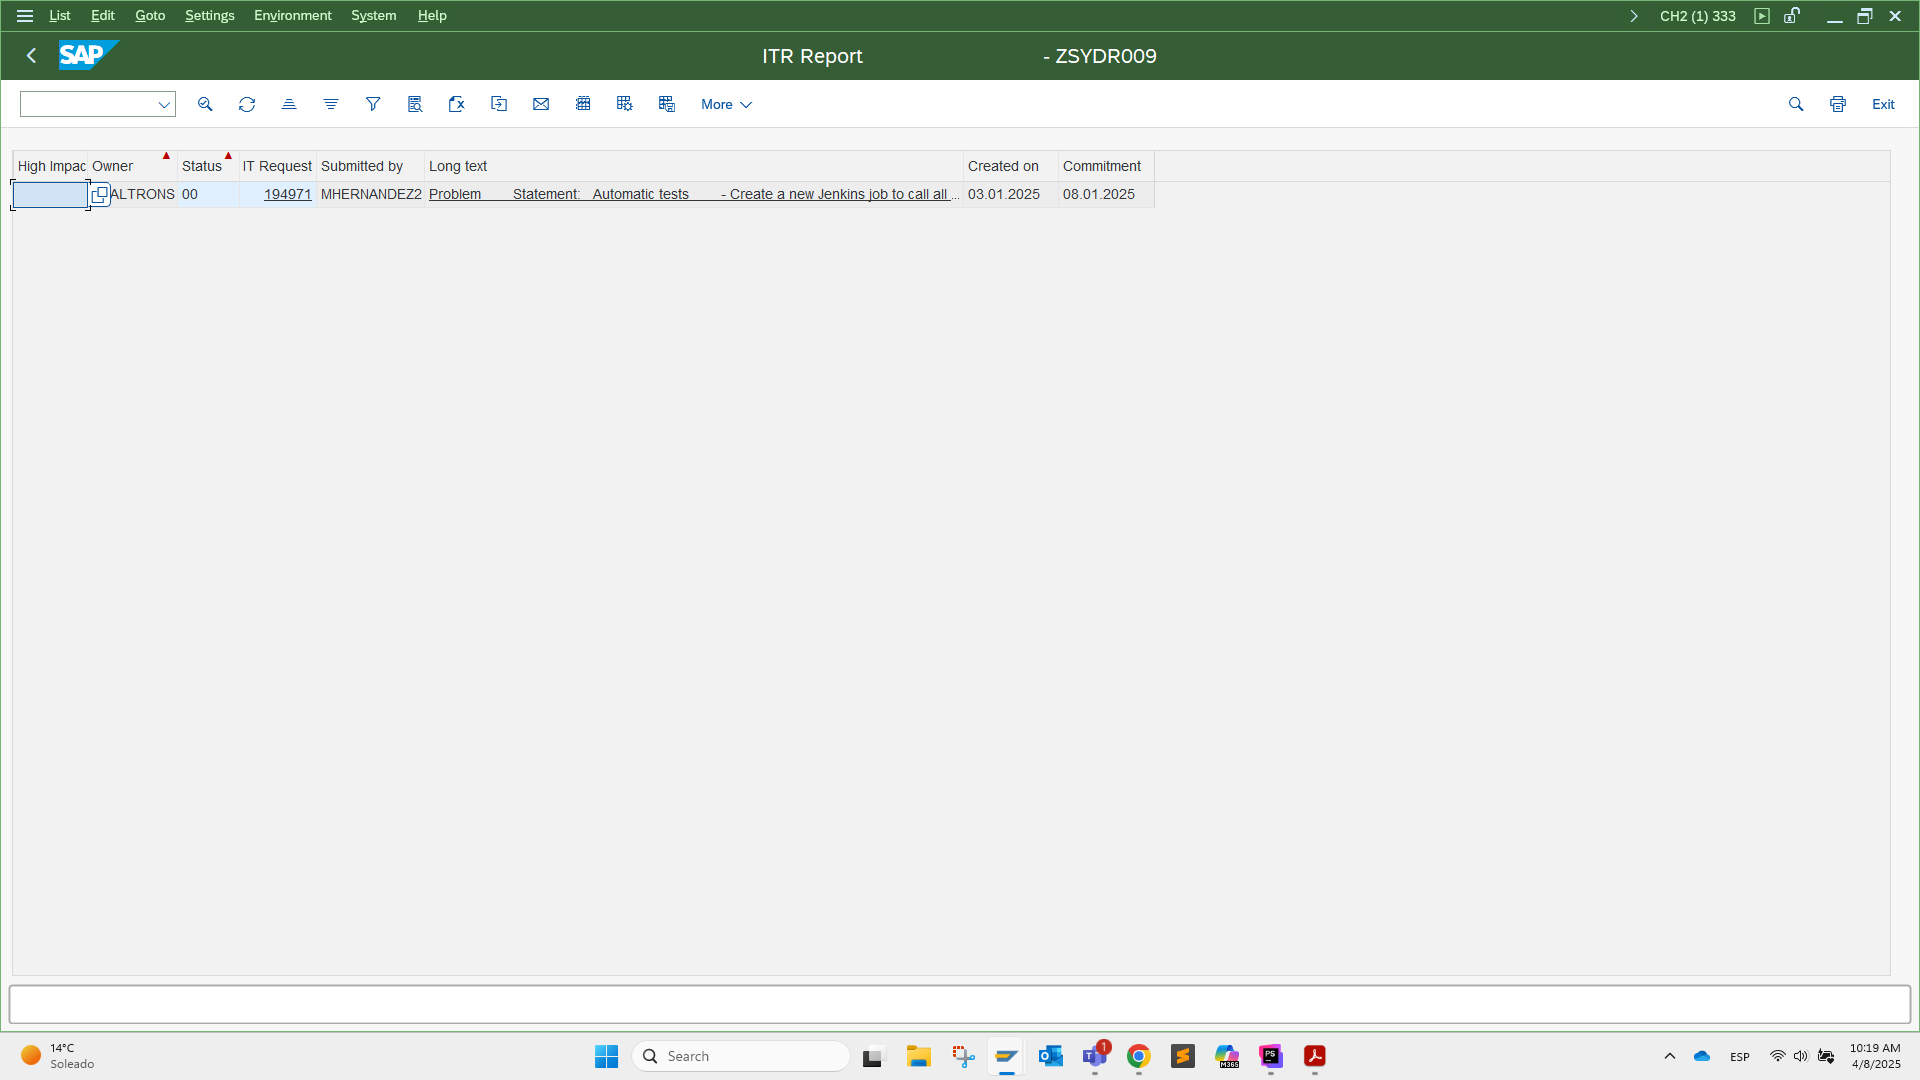 List Edit Goto Settings Environment System Help CH2 (1) 333
SAP ITR Report - ZSYDR009
More Exit
High Impac Owner Status IT Request Submitted by Long text Created on Commitment
ALTRONS 00 194971 MHERNANDEZ2 Problem Statement: Automatic tests - Create a new Jenkins job to call all ... 03.01.2025 08.01.2025
14°C
Soleado
Search
1
M365
PS
ESP
10:19 AM
4/8/2025